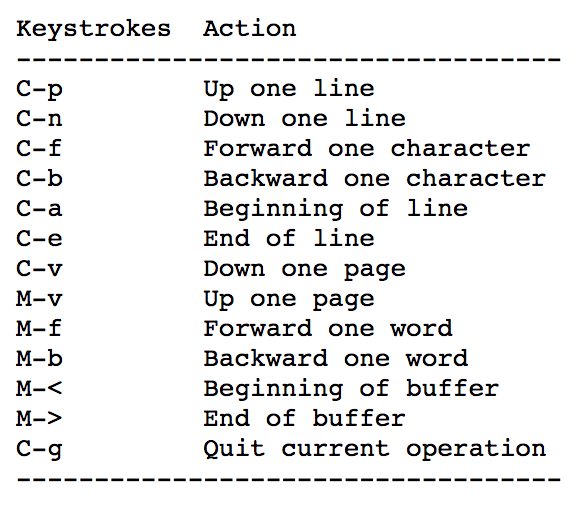 Keystrokes  Action
-----------------------------------
C-p         Up one line
C-n         Down one line
C-f         Forward one character
C-b         Backward one character
C-a         Beginning of line
C-e         End of line
C-v         Down one page
M-v         Up one page
M-f         Forward one word
M-b         Backward one word
M-<         Beginning of buffer
M->         End of buffer
C-g         Quit current operation
-----------------------------------